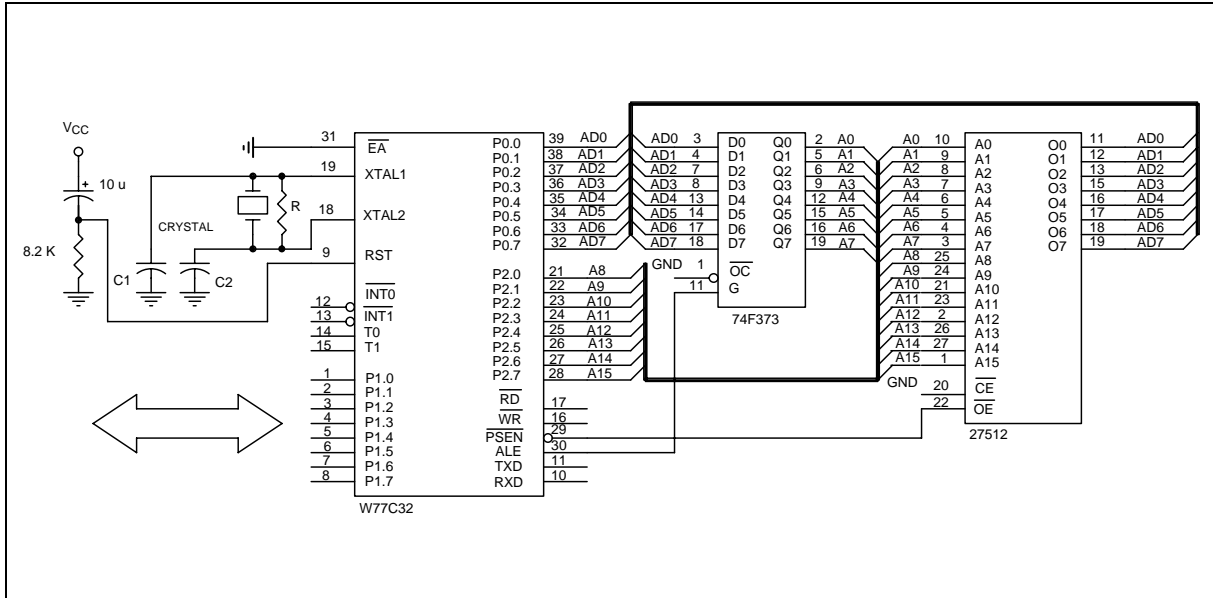 VCC
10 u
8.2 K
C1
C2
CRYSTAL
R
31 EA
19 XTAL1
18 XTAL2
9 RST
12 INT0
13 INT1
14 T0
15 T1
1 P1.0
2 P1.1
3 P1.2
4 P1.3
5 P1.4
6 P1.5
7 P1.6
8 P1.7
P0.0 39 AD0
P0.1 38 AD1
P0.2 37 AD2
P0.3 36 AD3
P0.4 35 AD4
P0.5 34 AD5
P0.6 33 AD6
P0.7 32 AD7
P2.0 21 A8
P2.1 22 A9
P2.2 23 A10
P2.3 24 A11
P2.4 25 A12
P2.5 26 A13
P2.6 27 A14
P2.7 28 A15
RD 17
WR 16
PSEN 29
ALE 30
TXD 11
RXD 10
W77C32
AD0 3 D0 Q0 2 A0
AD1 4 D1 Q1 5 A1
AD2 7 D2 Q2 6 A2
AD3 8 D3 Q3 9 A3
AD4 13 D4 Q4 12 A4
AD5 14 D5 Q5 15 A5
AD6 17 D6 Q6 16 A6
AD7 18 D7 Q7 19 A7
GND 1 OC
11 G
74F373
A0 10 A0 O0 11 AD0
A1 9 A1 O1 12 AD1
A2 8 A2 O2 13 AD2
A3 7 A3 O3 15 AD3
A4 6 A4 O4 16 AD4
A5 5 A5 O5 17 AD5
A6 4 A6 O6 18 AD6
A7 3 A7 O7 19 AD7
A8 25 A8
A9 24 A9
A10 21 A10
A11 23 A11
A12 2 A12
A13 26 A13
A14 27 A14
A15 1 A15
GND 20 CE
22 OE
27512